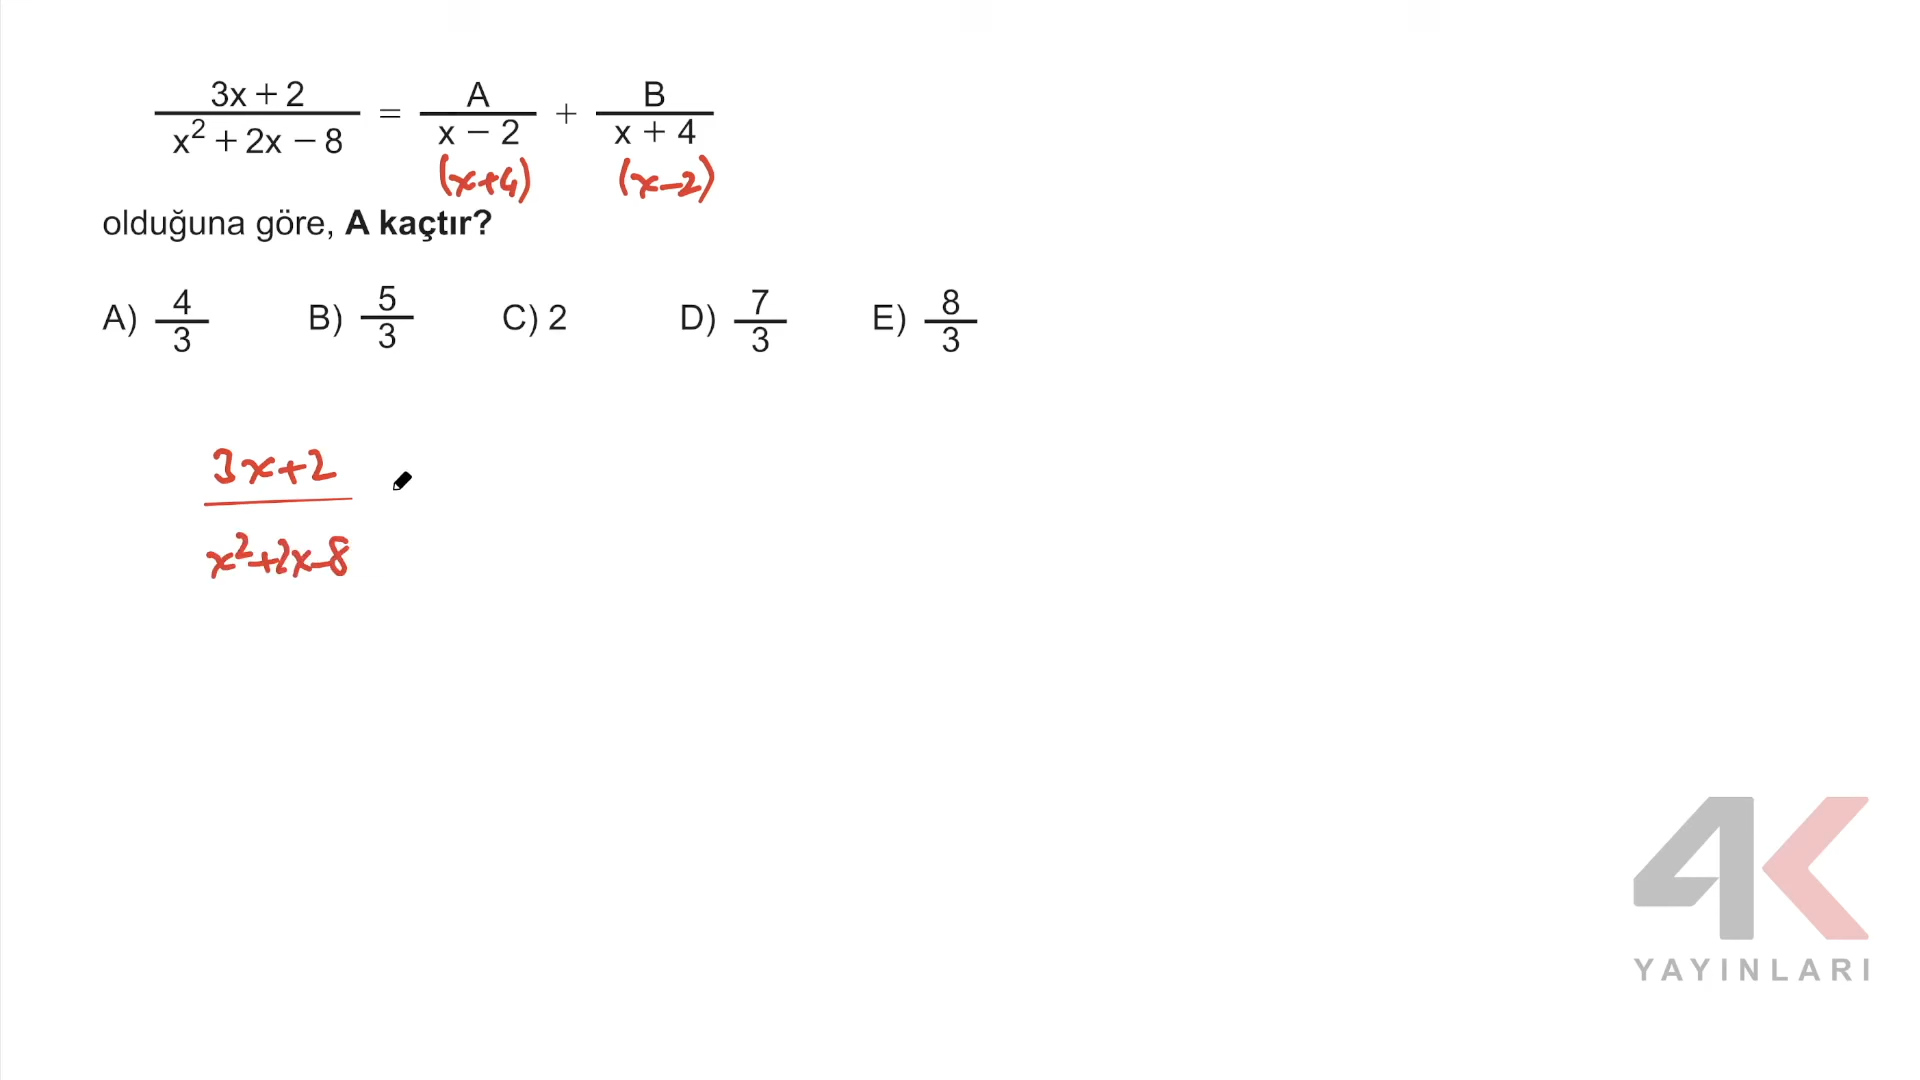 3x + 2 / x² + 2x − 8 = A / x − 2 + B / x + 4
(x+4) (x−2)
olduğuna göre, A kaçtır?
A) 4/3 B) 5/3 C) 2 D) 7/3 E) 8/3
3x+2
x²+2x−8
4K
YAYINLARI